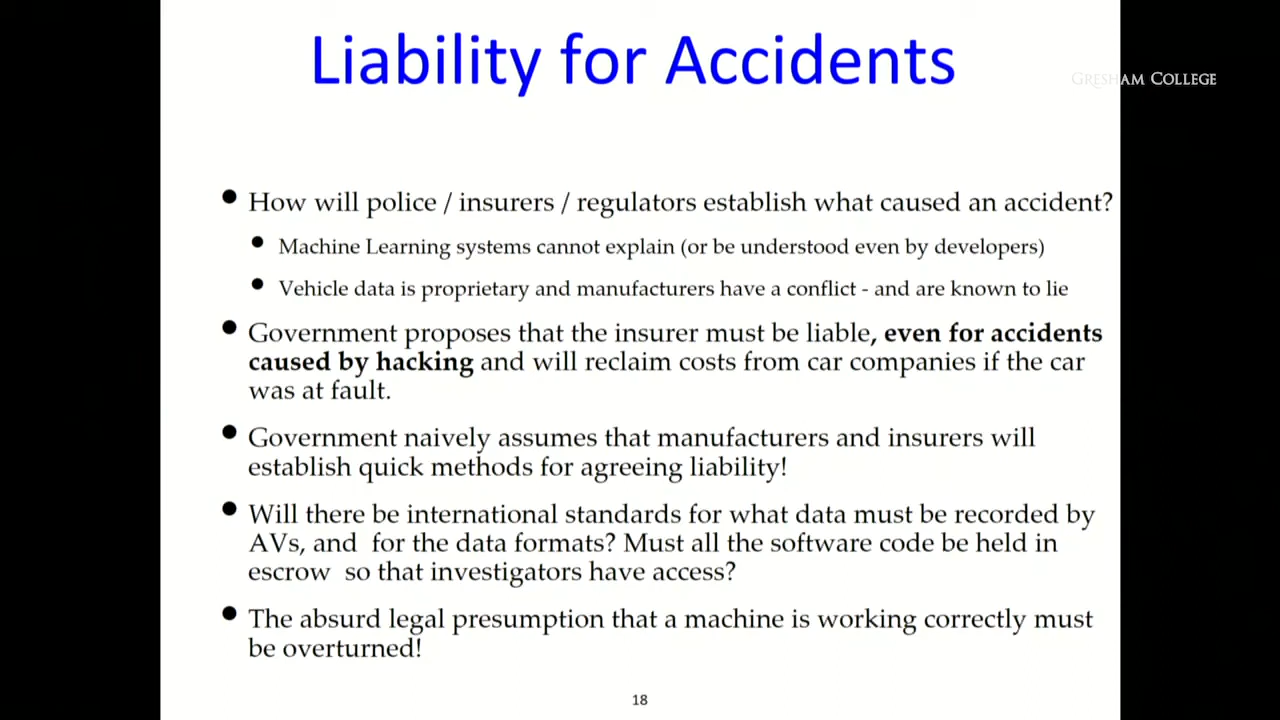 Liability for Accidents
GRESHAM COLLEGE
• How will police / insurers / regulators establish what caused an accident?
• Machine Learning systems cannot explain (or be understood even by developers)
• Vehicle data is proprietary and manufacturers have a conflict - and are known to lie
• Government proposes that the insurer must be liable, even for accidents
caused by hacking and will reclaim costs from car companies if the car
was at fault.
• Government naively assumes that manufacturers and insurers will
establish quick methods for agreeing liability!
• Will there be international standards for what data must be recorded by
AVs, and for the data formats? Must all the software code be held in
escrow so that investigators have access?
• The absurd legal presumption that a machine is working correctly must
be overturned!
18